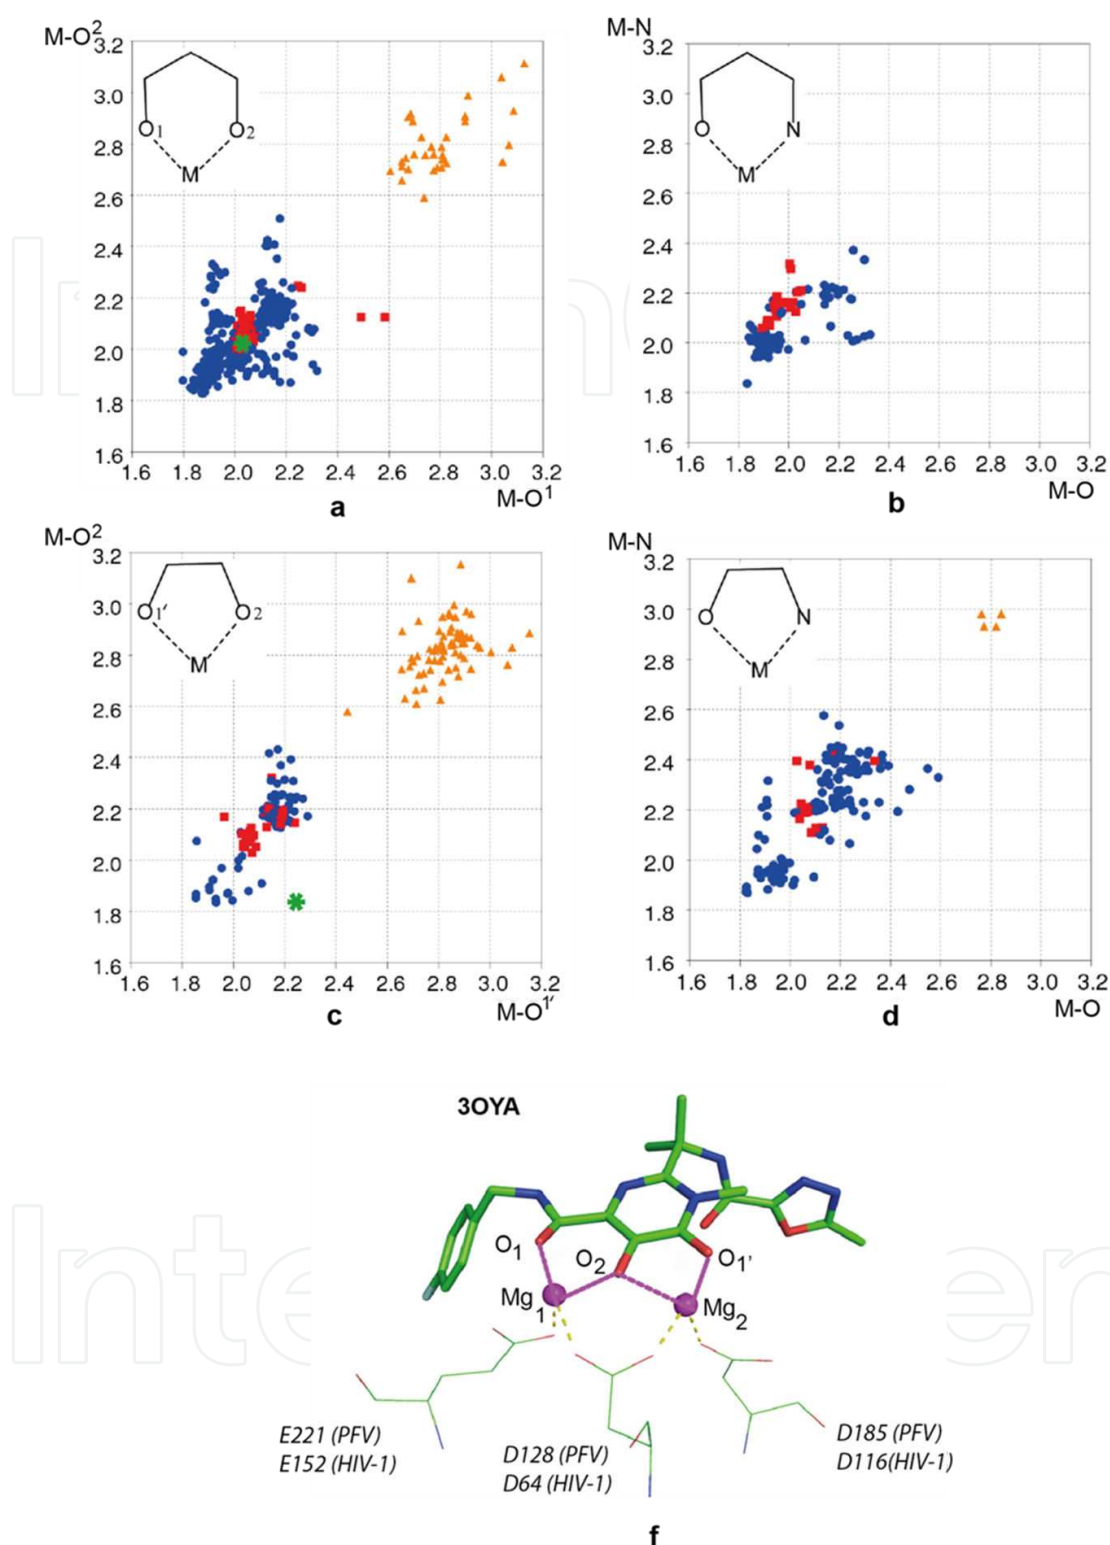 M-O²
3.2
3.0
2.8
2.6
2.4
2.2
2.0
1.8
1.6
1.6 1.8 2.0 2.2 2.4 2.6 2.8 3.0 3.2
M-O¹
O1
O2
M
a
M-N
3.2
3.0
2.8
2.6
2.4
2.2
2.0
1.8
1.6
1.6 1.8 2.0 2.2 2.4 2.6 2.8 3.0 3.2
M-O
O
N
M
b
M-O²
3.2
3.0
2.8
2.6
2.4
2.2
2.0
1.8
1.6
1.6 1.8 2.0 2.2 2.4 2.6 2.8 3.0 3.2
M-O¹′
O1′
O2
M
c
M-N
3.2
3.0
2.8
2.6
2.4
2.2
2.0
1.8
1.6
1.6 1.8 2.0 2.2 2.4 2.6 2.8 3.0 3.2
M-O
O
N
M
d
3OYA
O1
O2
O1'
Mg1
Mg2
E221 (PFV)
E152 (HIV-1)
D128 (PFV)
D64 (HIV-1)
D185 (PFV)
D116(HIV-1)
f